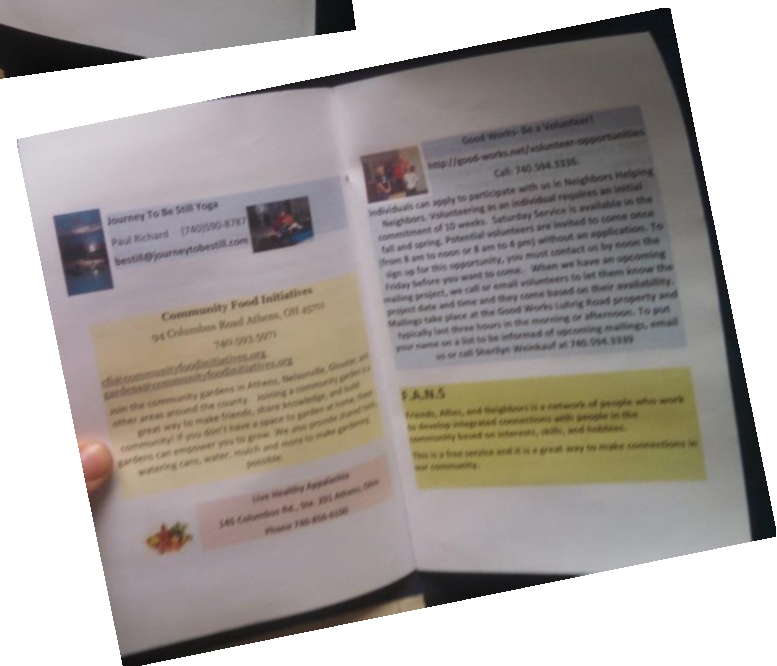 Journey To Be Still Yoga
Paul Richard (740)590-8787
bestill@journeytobestill.com
Community Food Initiatives
94 Columbus Road Athens, OH 45701
740-593-5971
cfi@communityfoodinitiatives.org
gardens@communityfoodinitiatives.org
Join the community gardens in Athens, Nelsonville, Glouster, and
other areas around the county. Joining a community garden is a
great way to make friends, share knowledge, and build
community! If you don't have a space to garden at home, their
gardens can empower you to grow. We also provide shared tools,
watering cans, water, mulch and more to make gardening
possible.
Live Healthy Appalachia
145 Columbus Rd., Ste. 201 Athens Ohio
Phone 740-856-6100
Good Works- Be a Volunteer!
http://good-works.net/volunteer-opportunities.
Call: 740.594.3336.
Individuals can apply to participate with us in Neighbors Helping
Neighbors. Volunteering as an individual requires an initial
commitment of 10 weeks. Saturday Service is available in the
fall and spring. Potential volunteers are invited to come once
(from 8 am to noon or 8 am to 4 pm) without an application. To
sign up for this opportunity, you must contact us by noon the
Friday before you want to come. When we have an upcoming
mailing project, we call or email volunteers to let them know the
project date and time and they come based on their availability.
Mailings take place at the Good Works Luhrig Road property and
typically last three hours in the morning or afternoon. To put
your name on a list to be informed of upcoming mailings, email
us or call Sherilyn Weinkauf at 740.594.3339
F.A.N.S
Friends, Allies, and Neighbors is a network of people who work
to develop integrated connections with people in the
community based on interests, skills, and hobbies.
This is a free service and it is a great way to make connections in
our community.